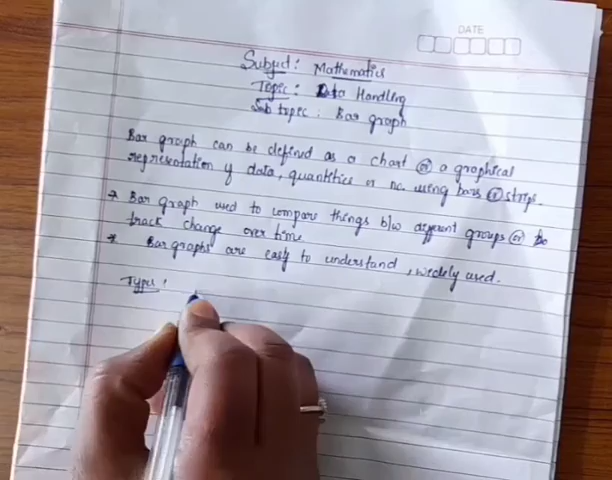 DATE
Subject: Mathematics
Topic: Data Handling
Sub topic: Bar graph
Bar graph can be defined as a chart or a graphical
representation of data, quantities or no. using bars or strips.
→ Bar graph used to compare things b/w different groups or to
track change over time
* Bar graphs are easy to understand, widely used.
Types: